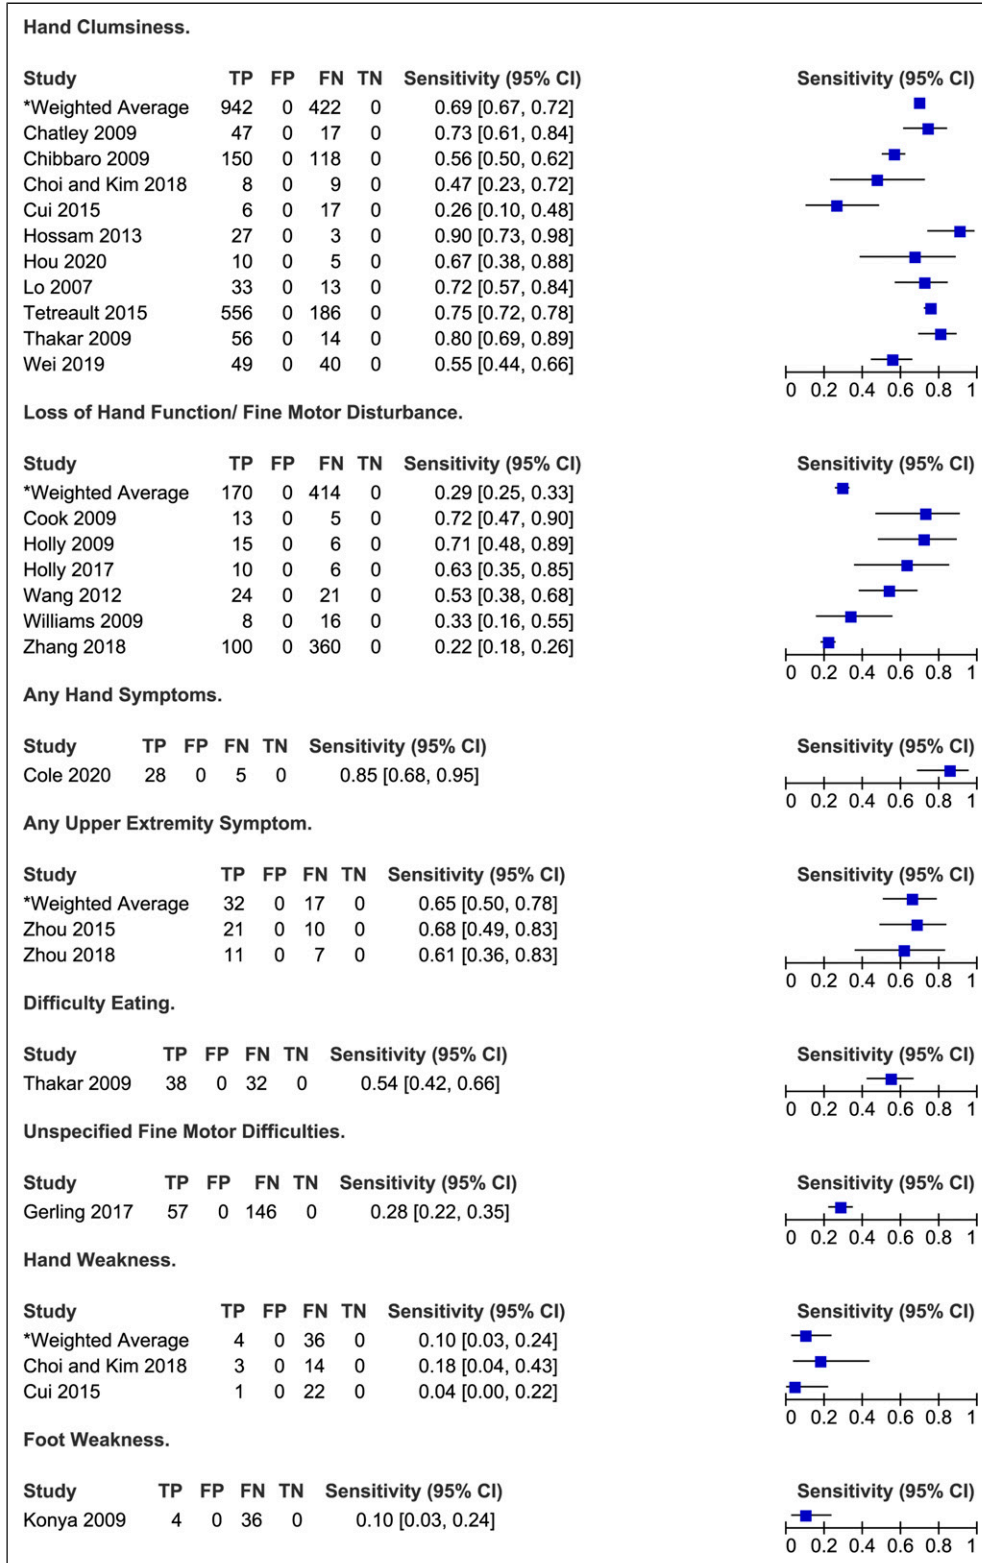 Hand Clumsiness.
Study TP FP FN TN Sensitivity (95% CI) Sensitivity (95% CI)
*Weighted Average 942 0 422 0 0.69 [0.67, 0.72]
Chatley 2009 47 0 17 0 0.73 [0.61, 0.84]
Chibbaro 2009 150 0 118 0 0.56 [0.50, 0.62]
Choi and Kim 2018 8 0 9 0 0.47 [0.23, 0.72]
Cui 2015 6 0 17 0 0.26 [0.10, 0.48]
Hossam 2013 27 0 3 0 0.90 [0.73, 0.98]
Hou 2020 10 0 5 0 0.67 [0.38, 0.88]
Lo 2007 33 0 13 0 0.72 [0.57, 0.84]
Tetreault 2015 556 0 186 0 0.75 [0.72, 0.78]
Thakar 2009 56 0 14 0 0.80 [0.69, 0.89]
Wei 2019 49 0 40 0 0.55 [0.44, 0.66]
0 0.2 0.4 0.6 0.8 1
Loss of Hand Function/ Fine Motor Disturbance.
Study TP FP FN TN Sensitivity (95% CI) Sensitivity (95% CI)
*Weighted Average 170 0 414 0 0.29 [0.25, 0.33]
Cook 2009 13 0 5 0 0.72 [0.47, 0.90]
Holly 2009 15 0 6 0 0.71 [0.48, 0.89]
Holly 2017 10 0 6 0 0.63 [0.35, 0.85]
Wang 2012 24 0 21 0 0.53 [0.38, 0.68]
Williams 2009 8 0 16 0 0.33 [0.16, 0.55]
Zhang 2018 100 0 360 0 0.22 [0.18, 0.26]
0 0.2 0.4 0.6 0.8 1
Any Hand Symptoms.
Study TP FP FN TN Sensitivity (95% CI) Sensitivity (95% CI)
Cole 2020 28 0 5 0 0.85 [0.68, 0.95]
0 0.2 0.4 0.6 0.8 1
Any Upper Extremity Symptom.
Study TP FP FN TN Sensitivity (95% CI) Sensitivity (95% CI)
*Weighted Average 32 0 17 0 0.65 [0.50, 0.78]
Zhou 2015 21 0 10 0 0.68 [0.49, 0.83]
Zhou 2018 11 0 7 0 0.61 [0.36, 0.83]
0 0.2 0.4 0.6 0.8 1
Difficulty Eating.
Study TP FP FN TN Sensitivity (95% CI) Sensitivity (95% CI)
Thakar 2009 38 0 32 0 0.54 [0.42, 0.66]
0 0.2 0.4 0.6 0.8 1
Unspecified Fine Motor Difficulties.
Study TP FP FN TN Sensitivity (95% CI) Sensitivity (95% CI)
Gerling 2017 57 0 146 0 0.28 [0.22, 0.35]
0 0.2 0.4 0.6 0.8 1
Hand Weakness.
Study TP FP FN TN Sensitivity (95% CI) Sensitivity (95% CI)
*Weighted Average 4 0 36 0 0.10 [0.03, 0.24]
Choi and Kim 2018 3 0 14 0 0.18 [0.04, 0.43]
Cui 2015 1 0 22 0 0.04 [0.00, 0.22]
0 0.2 0.4 0.6 0.8 1
Foot Weakness.
Study TP FP FN TN Sensitivity (95% CI) Sensitivity (95% CI)
Konya 2009 4 0 36 0 0.10 [0.03, 0.24]
0 0.2 0.4 0.6 0.8 1